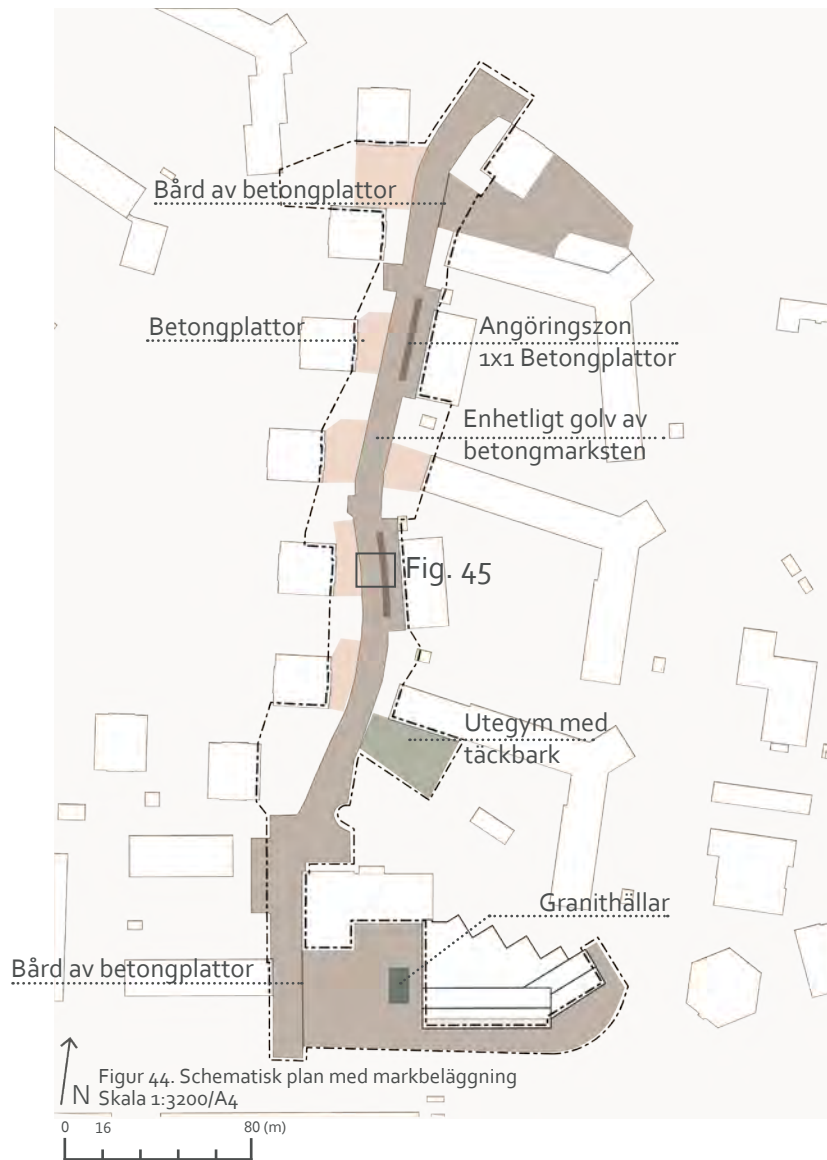 Bård av betongplattor
Betongplattor
Angöringszon
1x1 Betongplattor
Enhetligt golv av
betongmarksten
Fig. 45
Utegym med
täckbark
Granithällar
Bård av betongplattor
N
Figur 44. Schematisk plan med markbeläggning
Skala 1:3200/A4
0 16 80 (m)